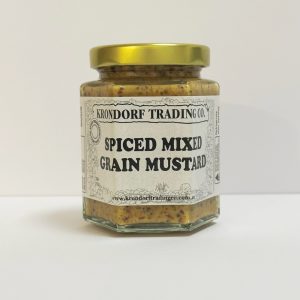 KRONDORF TRADING CO.
SPICED MIXED
GRAIN MUSTARD